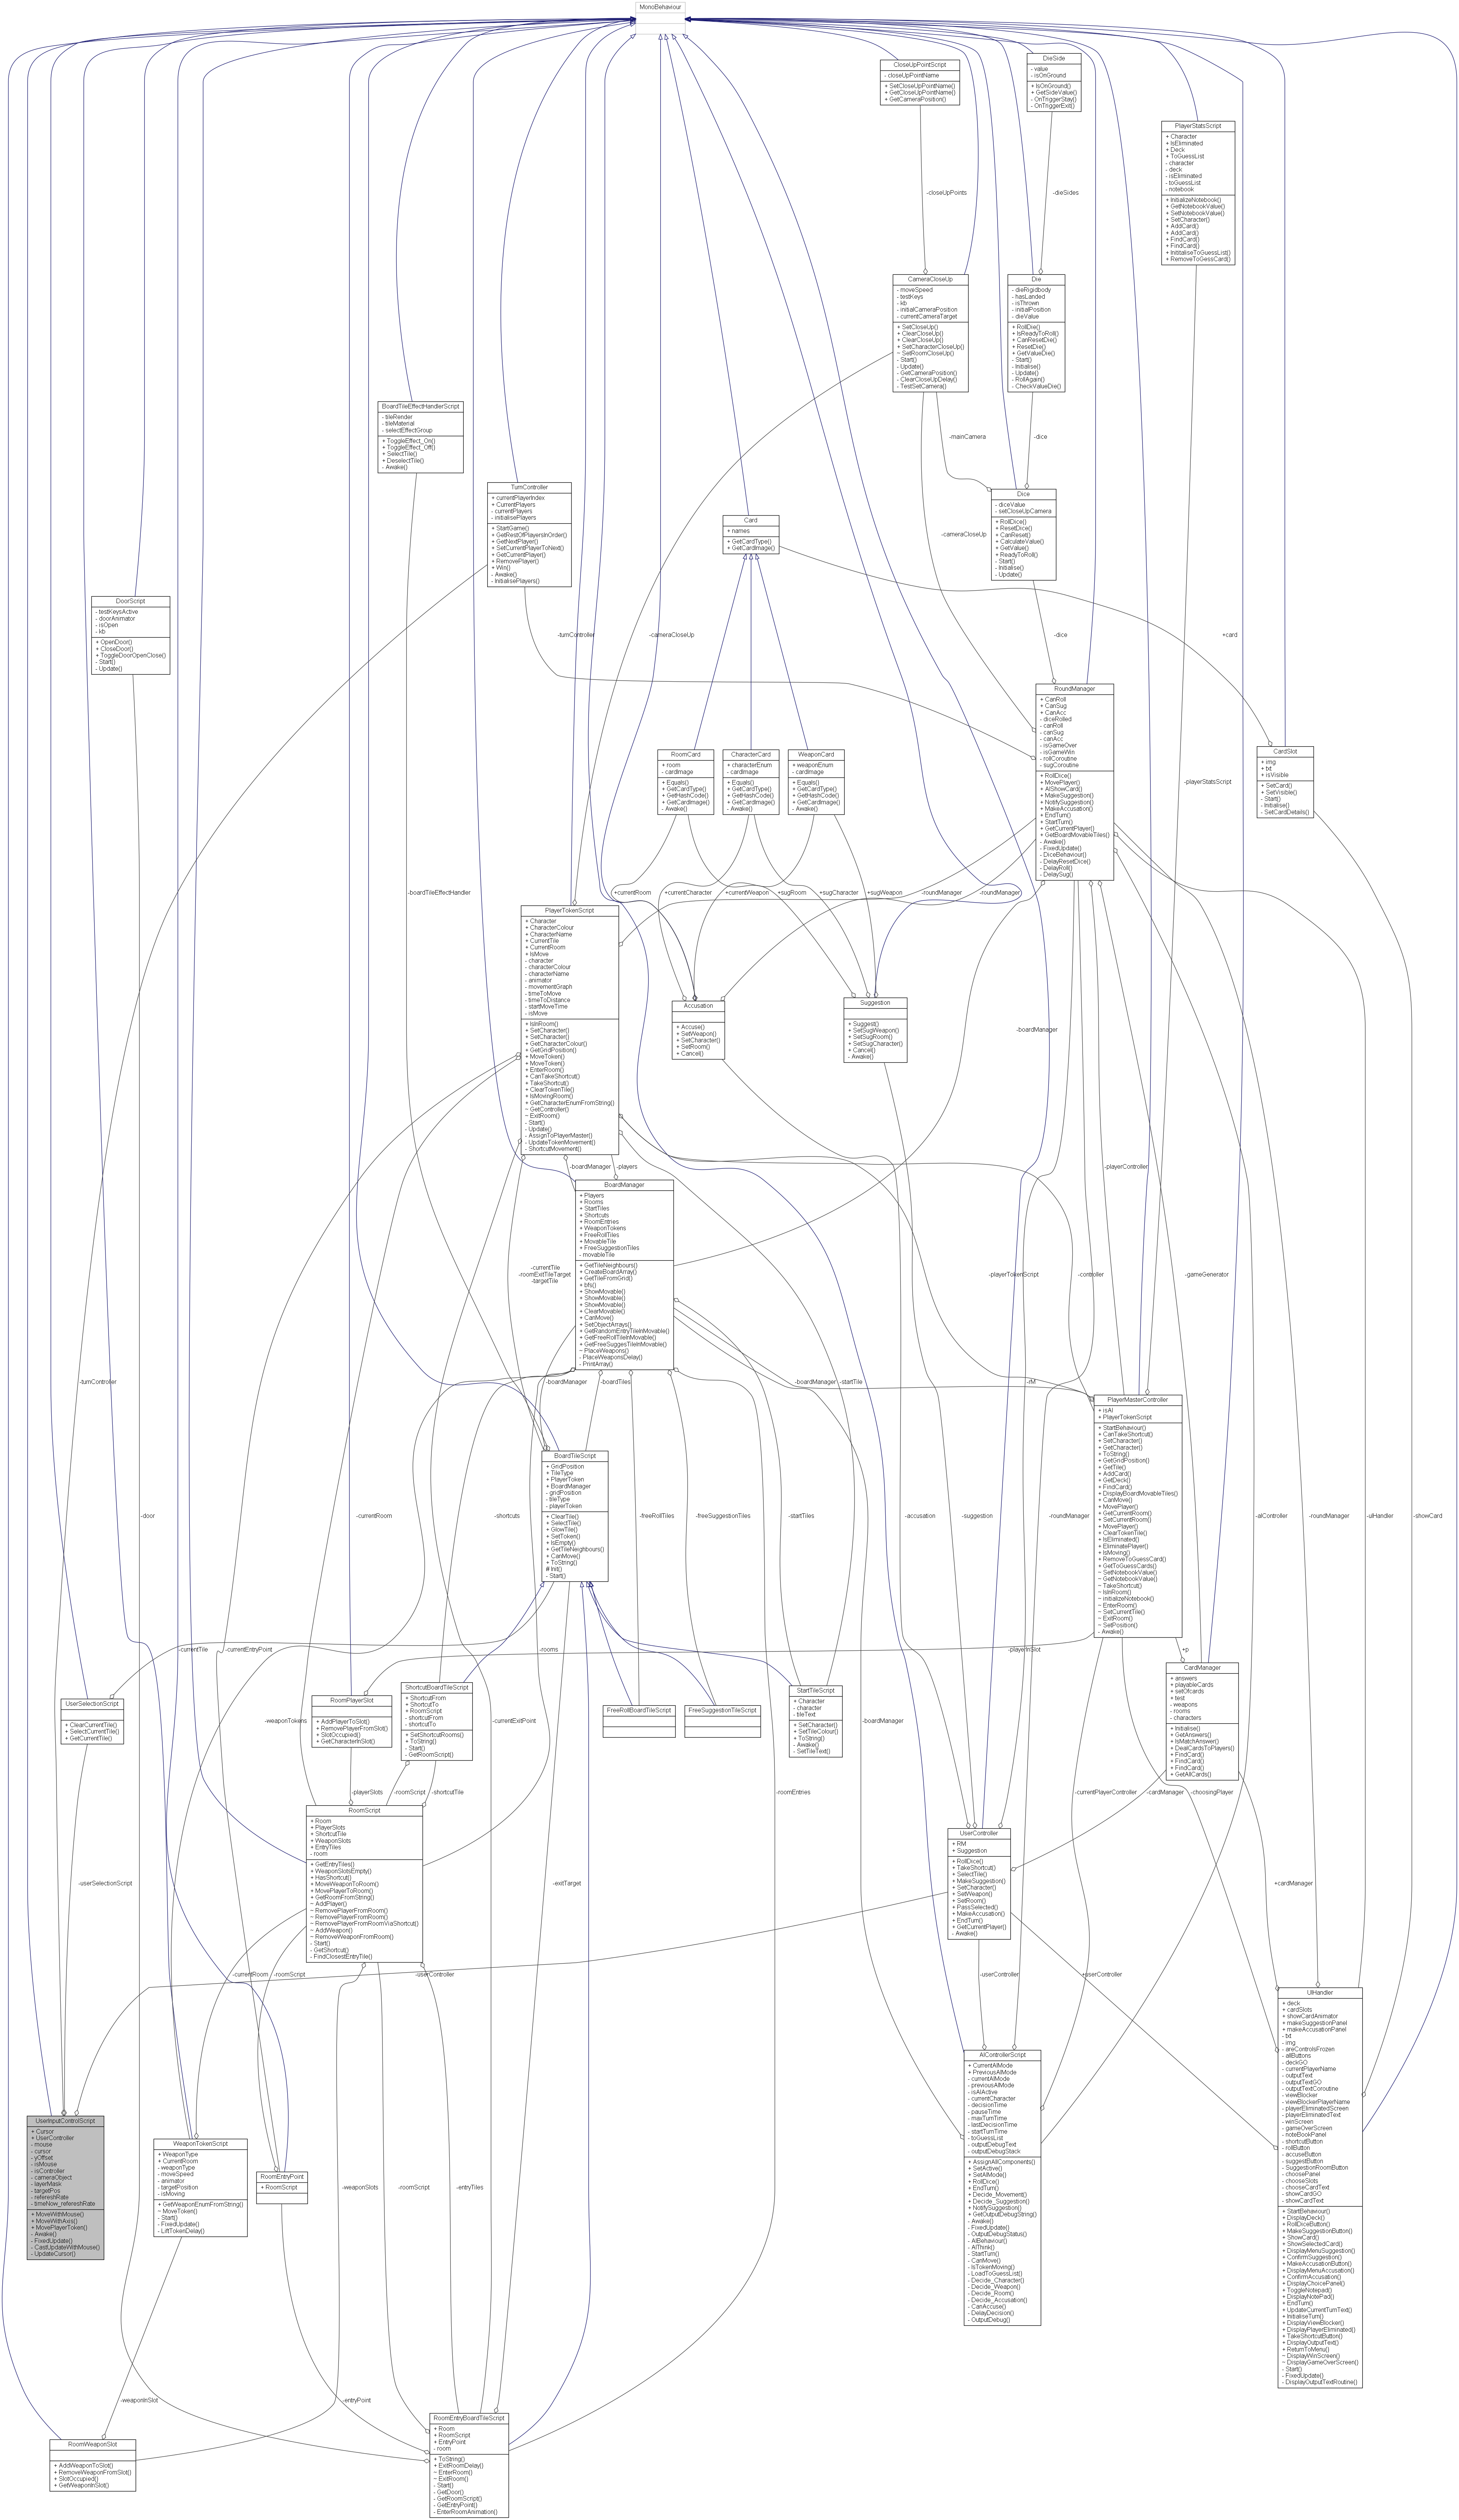 MonoBehaviour
CloseUpPointScript
- closeUpPointName
+ SetCloseUpPointName()
+ GetCloseUpPointName()
+ GetCameraPosition()
DieSide
- value
- isOnGround
+ IsOnGround()
+ GetSideValue()
- OnTriggerStay()
- OnTriggerExit()
PlayerStatsScript
+ Character
+ IsEliminated
+ Deck
+ ToGuessList
- character
- deck
- isEliminated
- toGuessList
- notebook
+ InitializeNotebook()
+ GetNotebookValue()
+ SetNotebookValue()
+ SetCharacter()
+ AddCard()
+ AddCard()
+ FindCard()
+ FindCard()
+ InititaliseToGuessList()
+ RemoveToGessCard()
-closeUpPoints
-dieSides
CameraCloseUp
- moveSpeed
- testKeys
- kb
- initialCameraPosition
- currentCameraTarget
+ SetCloseUp()
+ ClearCloseUp()
+ ClearCloseUp()
+ SetCharacterCloseUp()
~ SetRoomCloseUp()
- Start()
- Update()
- GetCameraPosition()
- ClearCloseUpDelay()
- TestSetCamera()
Die
- dieRigidbody
- hasLanded
- isThrown
- initialPosition
- dieValue
+ RollDie()
+ IsReadyToRoll()
+ CanResetDie()
+ ResetDie()
+ GetValueDie()
- Start()
- Initialise()
- Update()
- RollAgain()
- CheckValueDie()
BoardTileEffectHandlerScript
- tileRender
- tileMaterial
- selectEffectGroup
+ ToggleEffect_On()
+ ToggleEffect_Off()
+ SelectTile()
+ DeselectTile()
- Awake()
-mainCamera
-dice
TurnController
+ currentPlayerIndex
+ CurrentPlayers
- currentPlayers
- initialisePlayers
+ StartGame()
+ GetRestOfPlayersInOrder()
+ GetNextPlayer()
+ SetCurrentPlayerToNext()
+ GetCurrentPlayer()
+ RemovePlayer()
+ Win()
- Awake()
- InitialisePlayers()
Dice
- diceValue
- setCloseUpCamera
+ RollDice()
+ ResetDice()
+ CanReset()
+ CalculateValue()
+ GetValue()
+ ReadyToRoll()
- Start()
- Initialise()
- Update()
Card
+ names
+ GetCardType()
+ GetCardImage()
-cameraCloseUp
DoorScript
- testKeysActive
- doorAnimator
- isOpen
- kb
+ OpenDoor()
+ CloseDoor()
+ ToggleDoorOpenClose()
- Start()
- Update()
-turnController
-cameraCloseUp
-dice
+card
RoundManager
+ CanRoll
+ CanSug
+ CanAcc
- diceRolled
- canRoll
- canSug
- canAcc
- isGameOver
- isGameWin
- rollCoroutine
- sugCoroutine
+ RollDice()
+ MovePlayer()
+ AIShowCard()
+ MakeSuggestion()
+ NotifySuggestion()
+ MakeAccusation()
+ EndTurn()
+ StartTurn()
+ GetCurrentPlayer()
+ GetBoardMovableTiles()
- Awake()
- FixedUpdate()
- DiceBehaviour()
- DelayResetDice()
- DelayRoll()
- DelaySug()
RoomCard
+ room
- cardImage
+ Equals()
+ GetCardType()
+ GetHashCode()
+ GetCardImage()
- Awake()
CharacterCard
+ characterEnum
- cardImage
+ Equals()
+ GetCardType()
+ GetHashCode()
+ GetCardImage()
- Awake()
WeaponCard
+ weaponEnum
- cardImage
+ Equals()
+ GetCardType()
+ GetHashCode()
+ GetCardImage()
- Awake()
CardSlot
+ img
+ txt
+ isVisible
+ SetCard()
+ SetVisible()
- Start()
- Initialise()
- SetCardDetails()
-playerStatsScript
-boardTileEffectHandler
+currentRoom
+currentCharacter
+currentWeapon
+sugRoom
+sugCharacter
+sugWeapon
-roundManager
-roundManager
PlayerTokenScript
+ Character
+ CharacterColour
+ CharacterName
+ CurrentTile
+ CurrentRoom
+ IsMove
- character
- characterColour
- characterName
- animator
- movementGraph
- timeToMove
- timeToDistance
- startMoveTime
- isMove
+ IsInRoom()
+ SetCharacter()
+ SetCharacter()
+ GetCharacterColour()
+ GetGridPosition()
+ MoveToken()
+ MoveToken()
+ EnterRoom()
+ CanTakeShortcut()
+ TakeShortcut()
+ ClearTokenTile()
+ IsMovingRoom()
+ GetCharacterEnumFromString()
~ GetController()
~ ExitRoom()
- Start()
- Update()
- AssignToPlayerMaster()
- UpdateTokenMovement()
- ShortcutMovement()
Accusation
+ Accuse()
+ SetWeapon()
+ SetCharacter()
+ SetRoom()
+ Cancel()
Suggestion
+ Suggest()
+ SetSugWeapon()
+ SetSugRoom()
+ SetSugCharacter()
+ Cancel()
- Awake()
-boardManager
-boardManager
-players
-playerController
BoardManager
+ Players
+ Rooms
+ StartTiles
+ Shortcuts
+ RoomEntries
+ WeaponTokens
+ FreeRollTiles
+ MovableTile
+ FreeSuggestionTiles
- movableTile
+ GetTileNeighbours()
+ CreateBoardArray()
+ GetTileFromGrid()
+ bfs()
+ ShowMovable()
+ ShowMovable()
+ ShowMovable()
+ ClearMovable()
+ CanMove()
+ SetObjectArrays()
+ GetRandomEntryTileInMovable()
+ GetFreeRollTileInMovable()
+ GetFreeSuggesTileInMovable()
~ PlaceWeapons()
- PlaceWeaponsDelay()
- PrintArray()
-currentTile
-roomExitTileTarget
-targetTile
-playerTokenScript
-controller
-gameGenerator
-turnController
-boardManager
-boardTiles
-boardManager
-startTile
-rM
PlayerMasterController
+ isAI
+ PlayerTokenScript
+ StartBehaviour()
+ CanTakeShortcut()
+ SetCharacter()
+ GetCharacter()
+ ToString()
+ GetGridPosition()
+ GetTile()
+ AddCard()
+ GetDeck()
+ FindCard()
+ DisplayBoardMovableTiles()
+ CanMove()
+ MovePlayer()
+ GetCurrentRoom()
+ SetCurrentRoom()
+ MovePlayer()
+ ClearTokenTile()
+ IsEliminated()
+ EliminatePlayer()
+ IsMoving()
+ RemoveToGuessCard()
+ GetToGuessCards()
~ SetNotebookValue()
~ GetNotebookValue()
~ TakeShortcut()
~ IsInRoom()
~ initializeNotebook()
~ EnterRoom()
~ SetCurrentTile()
~ ExitRoom()
~ SetPosition()
- Awake()
BoardTileScript
+ GridPosition
+ TileType
+ PlayerToken
+ BoardManager
- gridPosition
- tileType
- playerToken
+ ClearTile()
+ SelectTile()
+ GlowTile()
+ SetToken()
+ IsEmpty()
+ GetTileNeighbours()
+ CanMove()
+ ToString()
# Init()
- Start()
-door
-currentRoom
-shortcuts
-freeRollTiles
-freeSuggestionTiles
-startTiles
-accusation
-suggestion
-roundManager
-aIController
-roundManager
-uiHandler
-showCard
-currentTile
-currentEntryPoint
-rooms
-playerInSlot
+p
UserSelectionScript
+ ClearCurrentTile()
+ SelectCurrentTile()
+ GetCurrentTile()
RoomPlayerSlot
+ AddPlayerToSlot()
+ RemovePlayerFromSlot()
+ SlotOccupied()
+ GetCharacterInSlot()
ShortcutBoardTileScript
+ ShortcutFrom
+ ShortcutTo
+ RoomScript
- shortcutFrom
- shortcutTo
+ SetShortcutRooms()
+ ToString()
- Start()
- GetRoomScript()
FreeRollBoardTileScript
FreeSuggestionTileScript
StartTileScript
+ Character
- character
- tileText
+ SetCharacter()
+ SetTileColour()
+ ToString()
- Awake()
- SetTileText()
CardManager
+ answers
+ playableCards
+ setOfcards
+ test
- weapons
- rooms
- characters
+ Initialise()
+ GetAnswers()
+ IsMatchAnswer()
+ DealCardsToPlayers()
+ FindCard()
+ FindCard()
+ FindCard()
+ GetAllCards()
-weaponTokens
-currentExitPoint
-boardManager
-playerSlots
-roomScript
-shortcutTile
-roomEntries
-currentPlayerController
-cardManager
-choosingPlayer
RoomScript
+ Room
+ PlayerSlots
+ ShortcutTile
+ WeaponSlots
+ EntryTiles
- room
+ GetEntryTiles()
+ WeaponSlotsEmpty()
+ HasShortcut()
+ MoveWeaponToRoom()
+ MovePlayerToRoom()
+ GetRoomFromString()
~ AddPlayer()
~ RemovePlayerFromRoom()
~ RemovePlayerFromRoom()
~ RemovePlayerFromRoomViaShortcut()
~ AddWeapon()
~ RemoveWeaponFromRoom()
- Start()
- GetShortcut()
- FindClosestEntryTile()
UserController
+ RM
+ Suggestion
+ RollDice()
+ TakeShortcut()
+ SelectTile()
+ MakeSuggestion()
+ SetCharacter()
+ SetWeapon()
+ SetRoom()
+ PassSelected()
+ MakeAccusation()
+ EndTurn()
+ GetCurrentPlayer()
- Awake()
-userSelectionScript
-exitTarget
+cardManager
-currentRoom
-roomScript
-userController
-userController
+userController
UIHandler
+ deck
+ cardSlots
+ showCardAnimator
+ makeSuggestionPanel
+ makeAccusationPanel
- txt
- img
- areControlsFrozen
- allButtons
- deckGO
- currentPlayerName
- outputText
- outputTextGO
- outputTextCoroutine
- viewBlocker
- viewBlockerPlayerName
- playerEliminatedScreen
- playerEliminatedText
- winScreen
- gameOverScreen
- noteBookPanel
- shortcutButton
- rollButton
- accuseButton
- suggestButton
- SuggestionRoomButton
- choosePanel
- chooseSlots
- chooseCardText
- showCardGO
- showCardText
+ StartBehaviour()
+ DisplayDeck()
+ RollDiceButton()
+ MakeSuggestionButton()
+ ShowCard()
+ ShowSelectedCard()
+ DisplayMenuSuggestion()
+ ConfirmSuggestion()
+ MakeAccusationButton()
+ DisplayMenuAccusation()
+ ConfirmAccusation()
+ DisplayChoicePanel()
+ ToggleNotepad()
+ DisplayNotePad()
+ EndTurn()
+ UpdateCurrentTurnText()
+ InitialiseTurn()
+ DisplayViewBlocker()
+ DisplayPlayerEliminated()
+ TakeShortcutButton()
+ DisplayOutputText()
+ ReturnToMenu()
~ DisplayWinScreen()
~ DisplayGameOverScreen()
- Start()
- FixedUpdate()
- DisplayOutputTextRoutine()
AIControllerScript
+ CurrentAIMode
+ PreviousAIMode
- currentAIMode
- previousAIMode
- isAIActive
- currentCharacter
- decisionTime
- pauseTime
- maxTurnTime
- lastDecisionTime
- startTurnTime
- toGuessList
- outputDebugText
- outputDebugStack
+ AssignAllComponents()
+ SetActive()
+ SetAIMode()
+ RollDice()
+ EndTurn()
+ Decide_Movement()
+ Decide_Suggestion()
+ NotifySuggestion()
+ GetOutputDebugString()
- Awake()
- FixedUpdate()
- OutputDebugStatus()
- AIBehaviour()
- AIThink()
- StartTurn()
- CanMove()
- IsTokenMoving()
- LoadToGuessList()
- Decide_Character()
- Decide_Weapon()
- Decide_Room()
- Decide_Accusation()
- CanAccuse()
- DelayDecision()
- OutputDebug()
UserInputControlScript
+ Cursor
+ UserController
- mouse
- cursor
- yOffset
- isMouse
- isController
- cameraObject
- layerMask
- targetPos
- refereshRate
- timeNow_refereshRate
+ MoveWithMouse()
+ MoveWithAxis()
+ MovePlayerToken()
- Awake()
- FixedUpdate()
- CastUpdateWithMouse()
- UpdateCursor()
WeaponTokenScript
+ WeaponType
+ CurrentRoom
- weaponType
- moveSpeed
- animator
- targetPosition
- isMoving
+ GetWeaponEnumFromString()
~ MoveToken()
- Start()
- FixedUpdate()
- LiftTokenDelay()
RoomEntryPoint
+ RoomScript
-weaponSlots
-roomScript
-entryTiles
-weaponInSlot
-entryPoint
RoomWeaponSlot
+ AddWeaponToSlot()
+ RemoveWeaponFromSlot()
+ SlotOccupied()
+ GetWeaponInSlot()
RoomEntryBoardTileScript
+ Room
+ RoomScript
+ EntryPoint
- room
+ ToString()
+ ExitRoomDelay()
~ EnterRoom()
~ ExitRoom()
- Start()
- GetDoor()
- GetRoomScript()
- GetEntryPoint()
- EnterRoomAnimation()